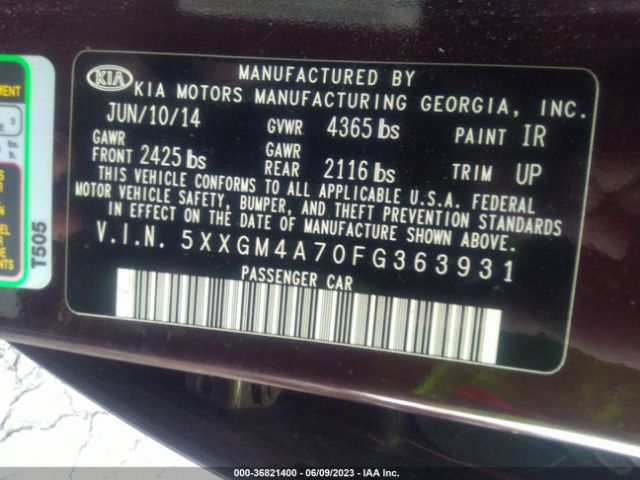 MANUFACTURED BY
KIA
KIA MOTORS MANUFACTURING GEORGIA, INC.
JUN/10/14 GVWR 4365 lbs PAINT IR
GAWR FRONT 2425 lbs GAWR REAR 2116 lbs TRIM UP
THIS VEHICLE CONFORMS TO ALL APPLICABLE U.S.A. FEDERAL
MOTOR VEHICLE SAFETY, BUMPER, AND THEFT PREVENTION STANDARDS
IN EFFECT ON THE DATE OF MANUFACTURE SHOWN ABOVE.
V.I.N. 5XXGM4A70FG363931
PASSENGER CAR
T505
000-36821400 | 06/09/2023 | IAA Inc.